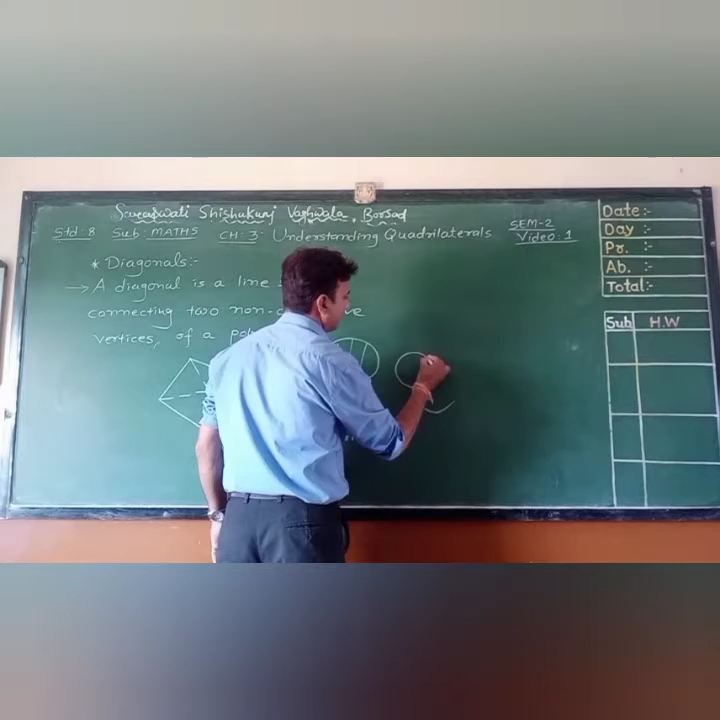 Saraswati Shishukunj Vaghwala, Borsad
Std:8 Sub: MATHS CH:3 Understanding Quadrilaterals SEM-2
Video:1
* Diagonals:-
→ A diagonal is a line
connecting two non-
vertices, of a
Date:-
Day :-
Pr. :-
Ab. :-
Total:-
Sub H.W